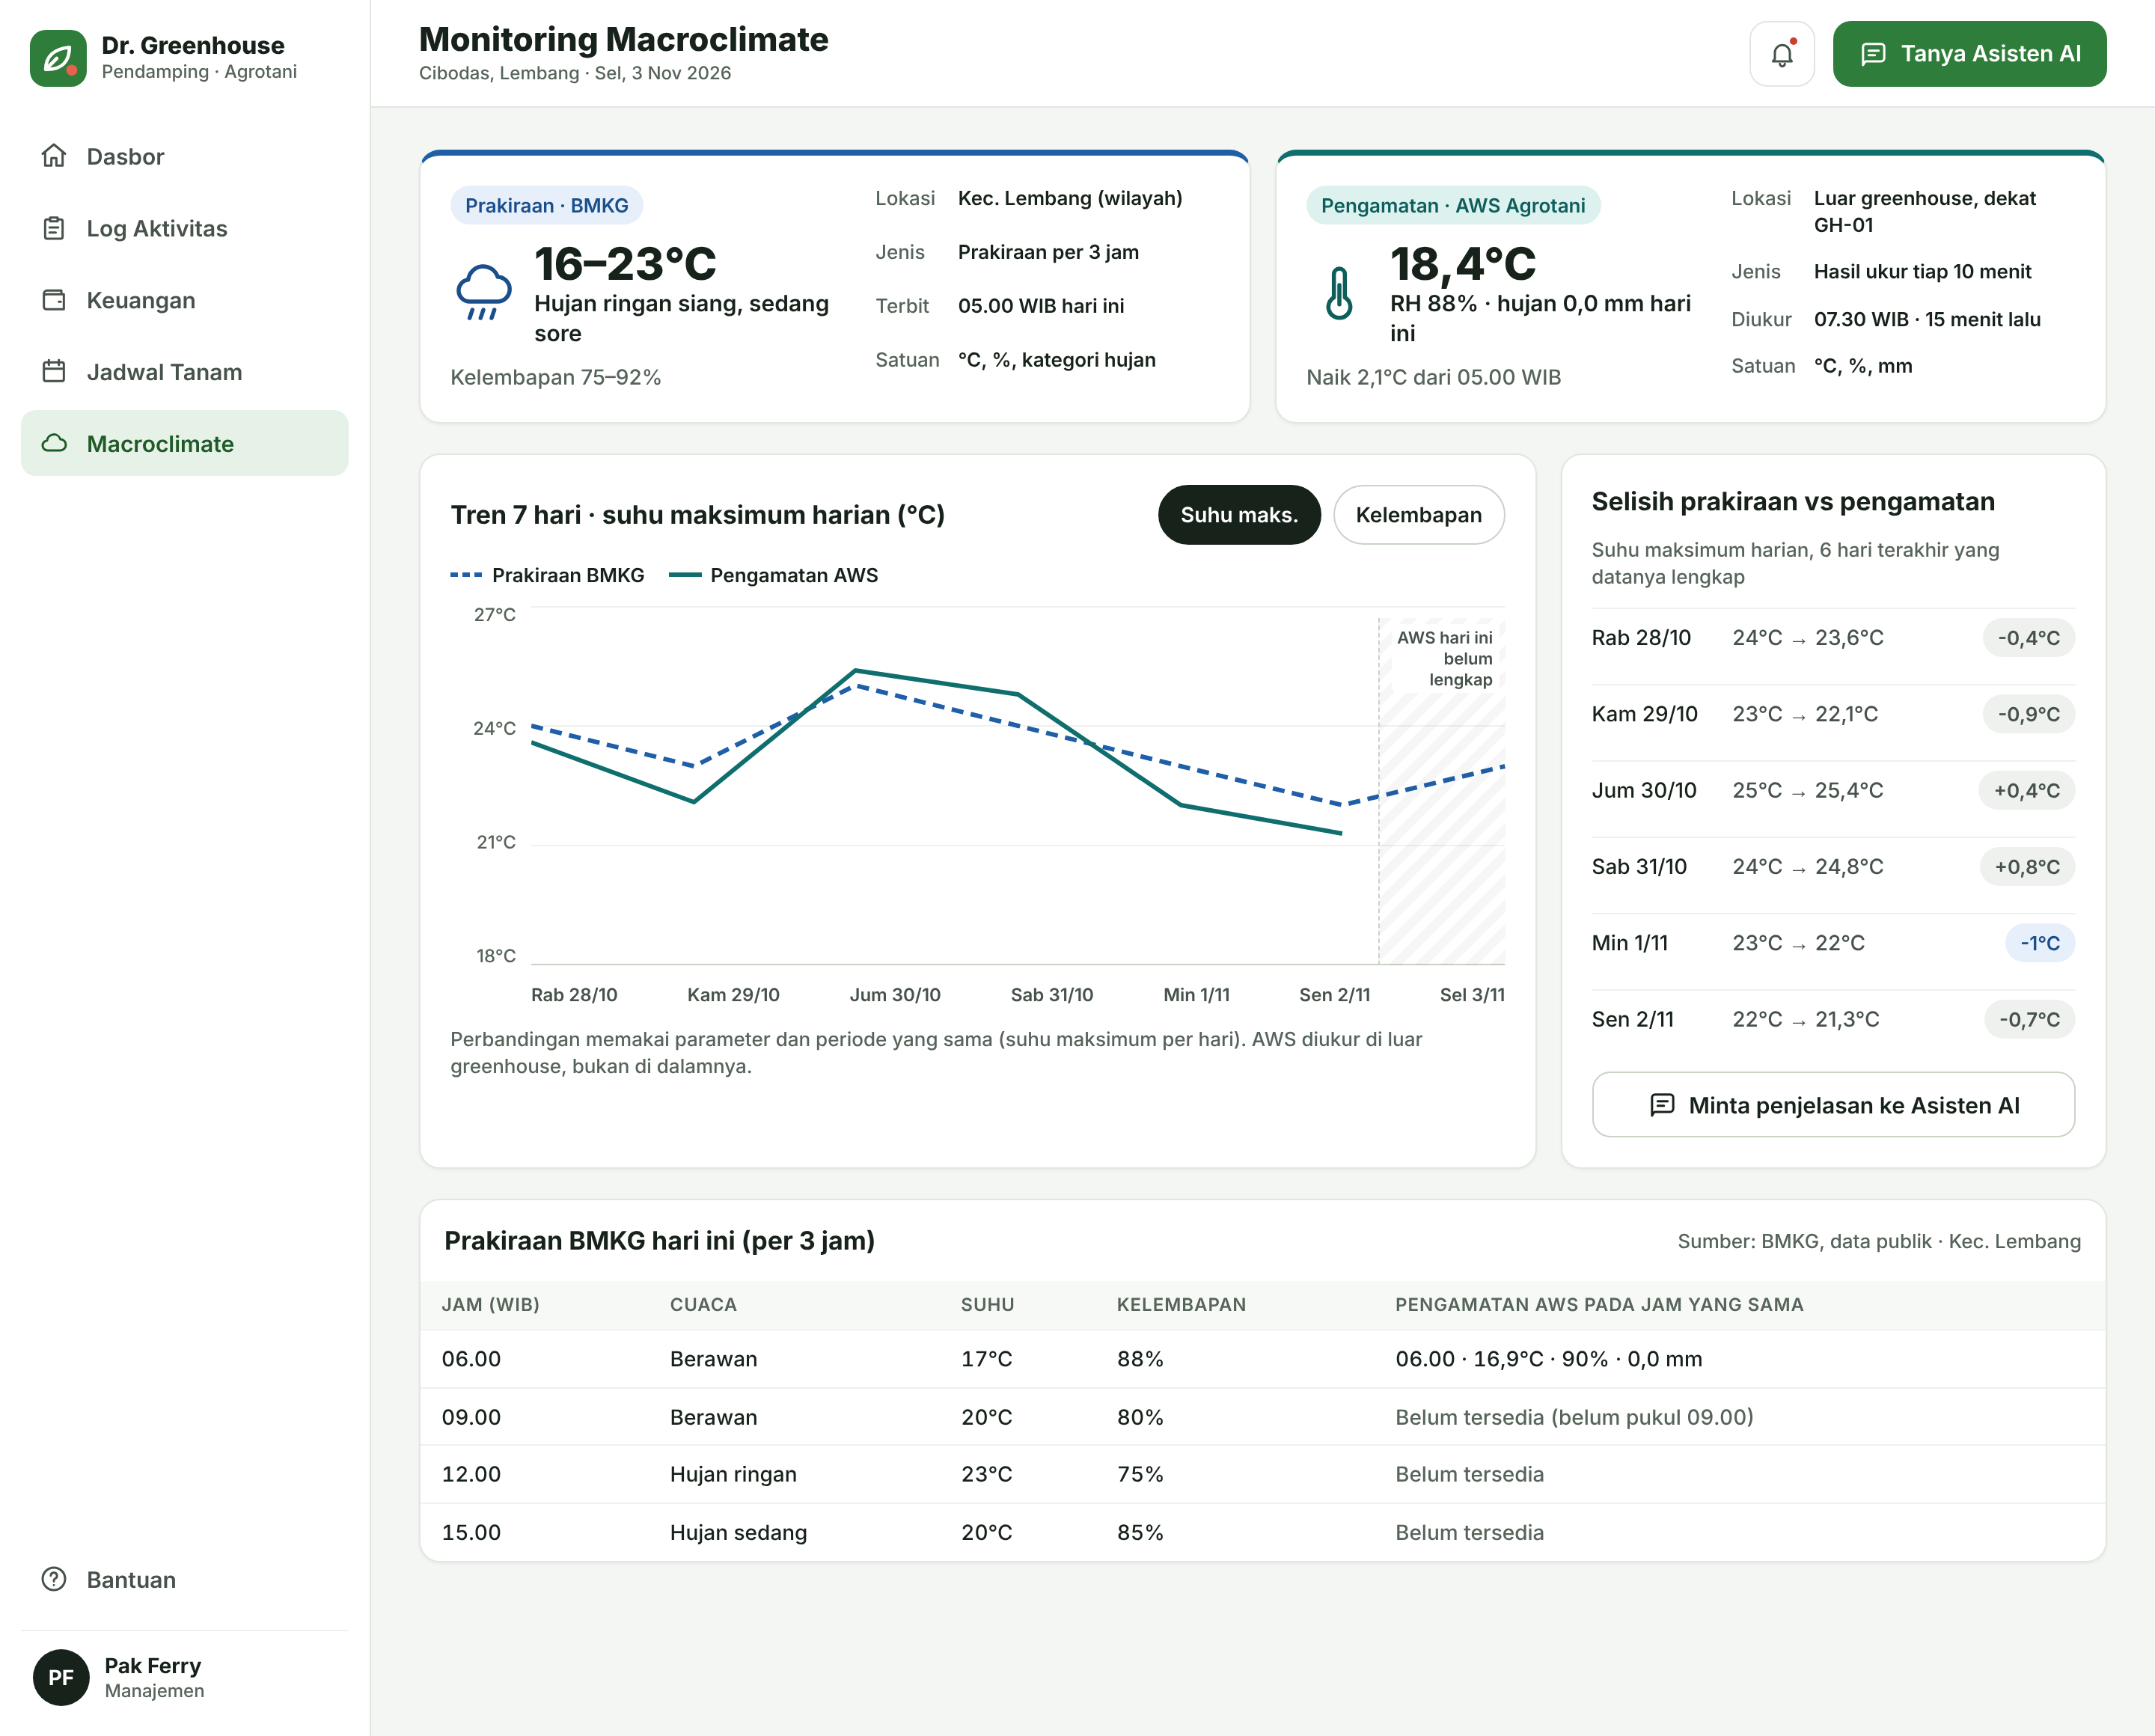 Dr. Greenhouse
Pendamping · Agrotani
Dasbor
Log Aktivitas
Keuangan
Jadwal Tanam
Macroclimate
Bantuan
PF
Pak Ferry
Manajemen
Monitoring Macroclimate
Cibodas, Lembang · Sel, 3 Nov 2026
Tanya Asisten AI
Prakiraan · BMKG
16–23°C
Hujan ringan siang, sedang
sore
Kelembapan 75–92%
Lokasi Kec. Lembang (wilayah)
Jenis Prakiraan per 3 jam
Terbit 05.00 WIB hari ini
Satuan °C, %, kategori hujan
Pengamatan · AWS Agrotani
18,4°C
RH 88% · hujan 0,0 mm hari
ini
Naik 2,1°C dari 05.00 WIB
Lokasi Luar greenhouse, dekat
GH-01
Jenis Hasil ukur tiap 10 menit
Diukur 07.30 WIB · 15 menit lalu
Satuan °C, %, mm
Tren 7 hari · suhu maksimum harian (°C)
Suhu maks.
Kelembapan
Prakiraan BMKG
Pengamatan AWS
27°C
24°C
21°C
18°C
AWS hari ini
belum
lengkap
Rab 28/10
Kam 29/10
Jum 30/10
Sab 31/10
Min 1/11
Sen 2/11
Sel 3/11
Perbandingan memakai parameter dan periode yang sama (suhu maksimum per hari). AWS diukur di luar
greenhouse, bukan di dalamnya.
Selisih prakiraan vs pengamatan
Suhu maksimum harian, 6 hari terakhir yang
datanya lengkap
Rab 28/10 24°C → 23,6°C -0,4°C
Kam 29/10 23°C → 22,1°C -0,9°C
Jum 30/10 25°C → 25,4°C +0,4°C
Sab 31/10 24°C → 24,8°C +0,8°C
Min 1/11 23°C → 22°C -1°C
Sen 2/11 22°C → 21,3°C -0,7°C
Minta penjelasan ke Asisten AI
Prakiraan BMKG hari ini (per 3 jam)
Sumber: BMKG, data publik · Kec. Lembang
JAM (WIB) CUACA SUHU KELEMBAPAN PENGAMATAN AWS PADA JAM YANG SAMA
06.00 Berawan 17°C 88% 06.00 · 16,9°C · 90% · 0,0 mm
09.00 Berawan 20°C 80% Belum tersedia (belum pukul 09.00)
12.00 Hujan ringan 23°C 75% Belum tersedia
15.00 Hujan sedang 20°C 85% Belum tersedia